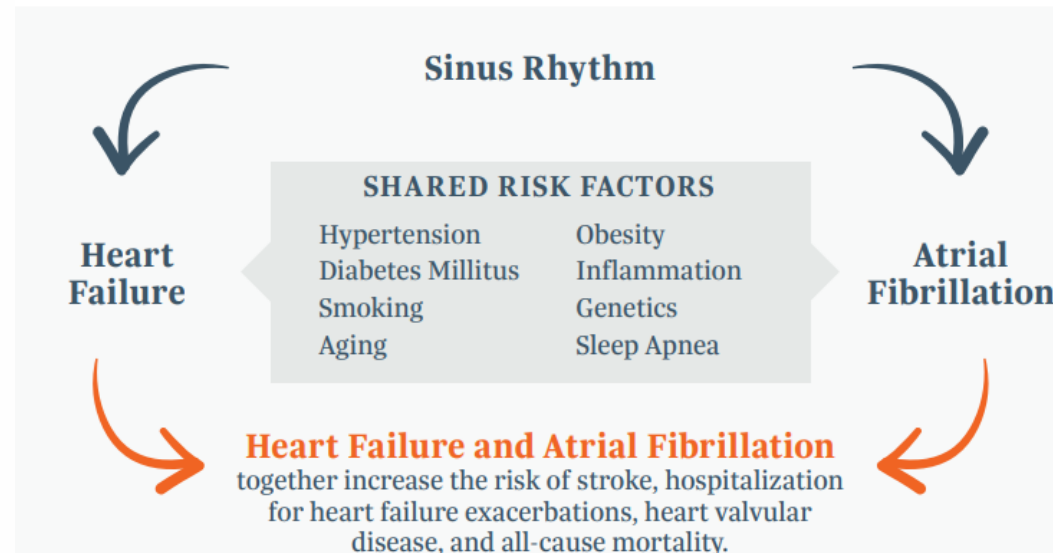 Sinus Rhythm
SHARED RISK FACTORS
Hypertension
Diabetes Millitus
Smoking
Aging
Obesity
Inflammation
Genetics
Sleep Apnea
Heart
Failure
Atrial
Fibrillation
Heart Failure and Atrial Fibrillation
together increase the risk of stroke, hospitalization
for heart failure exacerbations, heart valvular
disease, and all-cause mortality.